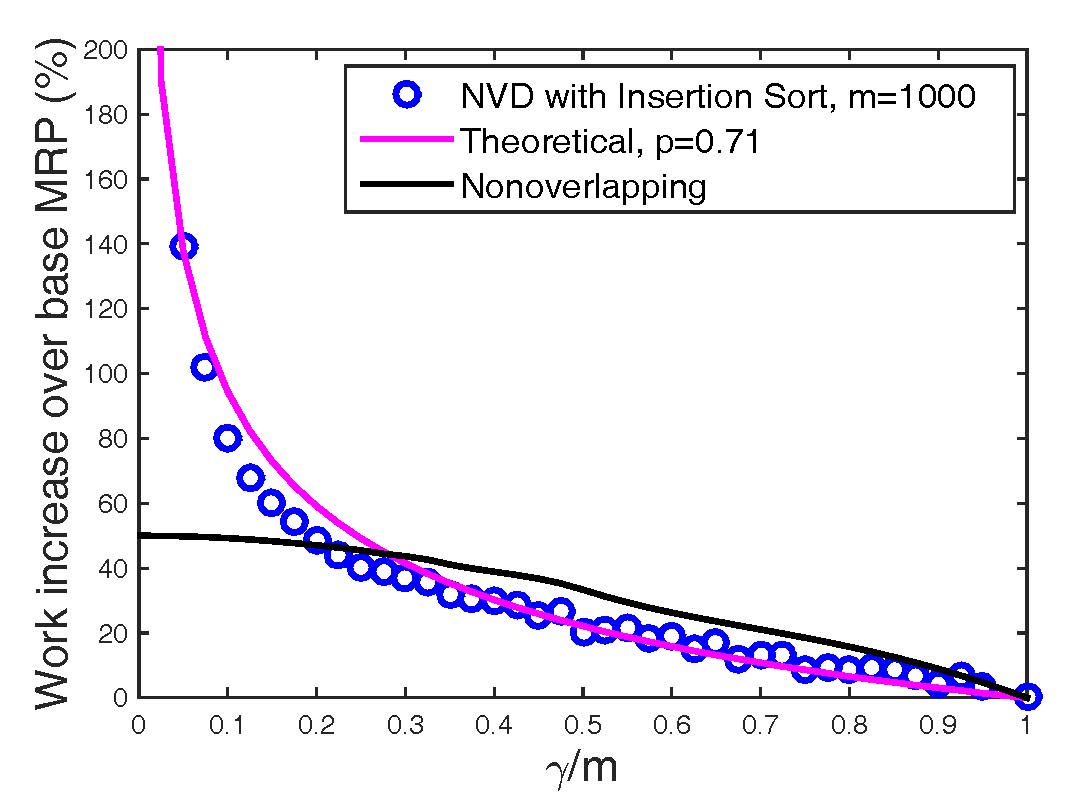 Work increase over base MRP (%)
200
180
160
140
120
100
80
60
40
20
0
NVD with Insertion Sort, m=1000
Theoretical, p=0.71
Nonoverlapping
0 0.1 0.2 0.3 0.4 0.5 0.6 0.7 0.8 0.9 1
γ/m